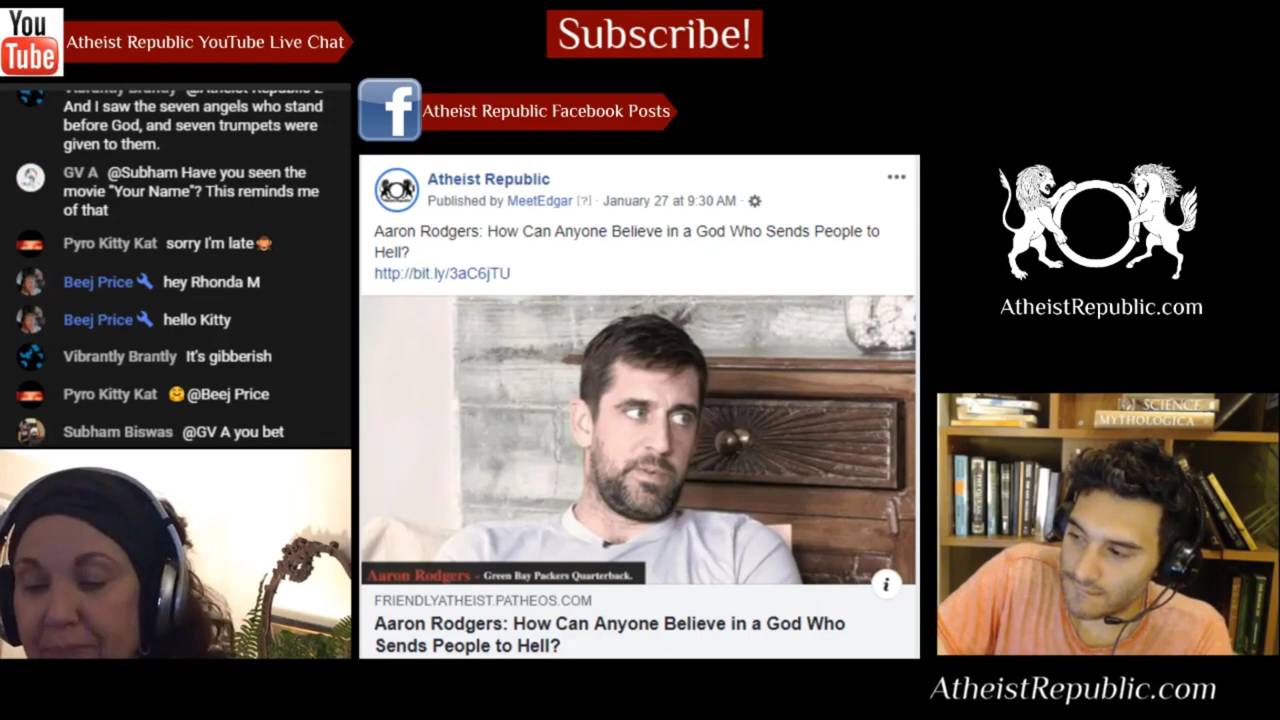 You
Tube
Atheist Republic YouTube Live Chat
Subscribe!
And I saw the seven angels who stand
before God, and seven trumpets were
given to them.
GV A @Subham Have you seen the
movie "Your Name"? This reminds me
of that
Pyro Kitty Kat sorry I'm late
Beej Price hey Rhonda M
Beej Price hello Kitty
Vibrantly Brantly It's gibberish
Pyro Kitty Kat @Beej Price
Subham Biswas @GV A you bet
f
Atheist Republic Facebook Posts
Atheist Republic
Published by MeetEdgar [?] · January 27 at 9:30 AM ·
Aaron Rodgers: How Can Anyone Believe in a God Who Sends People to
Hell?
http://bit.ly/3aC6jTU
Aaron Rodgers - Green Bay Packers Quarterback.
i
FRIENDLYATHEIST.PATHEOS.COM
Aaron Rodgers: How Can Anyone Believe in a God Who
Sends People to Hell?
AtheistRepublic.com
SCIENCE
MYTHOLOGICA
AtheistRepublic.com